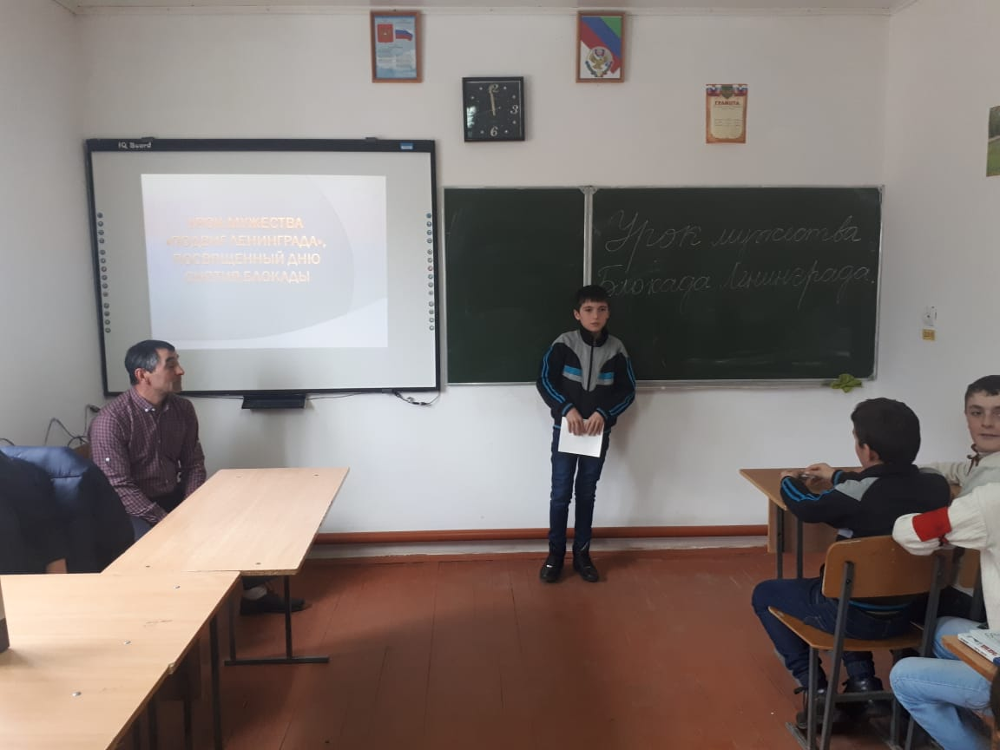 IQ Board
УРОК МУЖЕСТВА
«ПОДВИГ ЛЕНИНГРАДА»,
ПОСВЯЩЕННЫЙ ДНЮ
СНЯТИЯ БЛОКАДЫ
12
3
6
ГРАМОТА
Урок мужества
Блокада Ленинграда.